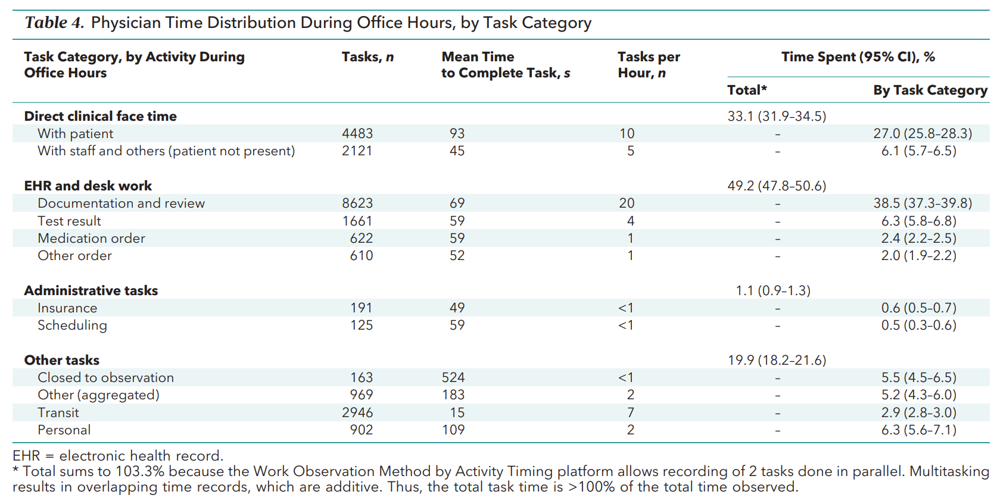 Table 4. Physician Time Distribution During Office Hours, by Task Category
Task Category, by Activity During Office Hours | Tasks, n | Mean Time to Complete Task, s | Tasks per Hour, n | Time Spent (95% CI), %
Total* | By Task Category
Direct clinical face time 33.1 (31.9–34.5)
With patient 4483 93 10 – 27.0 (25.8–28.3)
With staff and others (patient not present) 2121 45 5 – 6.1 (5.7–6.5)
EHR and desk work 49.2 (47.8–50.6)
Documentation and review 8623 69 20 – 38.5 (37.3–39.8)
Test result 1661 59 4 – 6.3 (5.8–6.8)
Medication order 622 59 1 – 2.4 (2.2–2.5)
Other order 610 52 1 – 2.0 (1.9–2.2)
Administrative tasks 1.1 (0.9–1.3)
Insurance 191 49 <1 – 0.6 (0.5–0.7)
Scheduling 125 59 <1 – 0.5 (0.3–0.6)
Other tasks 19.9 (18.2–21.6)
Closed to observation 163 524 <1 – 5.5 (4.5–6.5)
Other (aggregated) 969 183 2 – 5.2 (4.3–6.0)
Transit 2946 15 7 – 2.9 (2.8–3.0)
Personal 902 109 2 – 6.3 (5.6–7.1)
EHR = electronic health record.
* Total sums to 103.3% because the Work Observation Method by Activity Timing platform allows recording of 2 tasks done in parallel. Multitasking
results in overlapping time records, which are additive. Thus, the total task time is >100% of the total time observed.